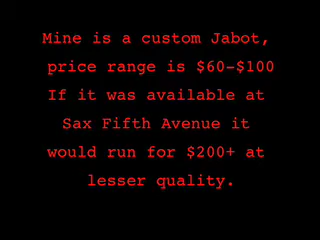 Mine is a custom Jabot,
price range is $60-$100
If it was available at
Sax Fifth Avenue it
would run for $200+ at
lesser quality.